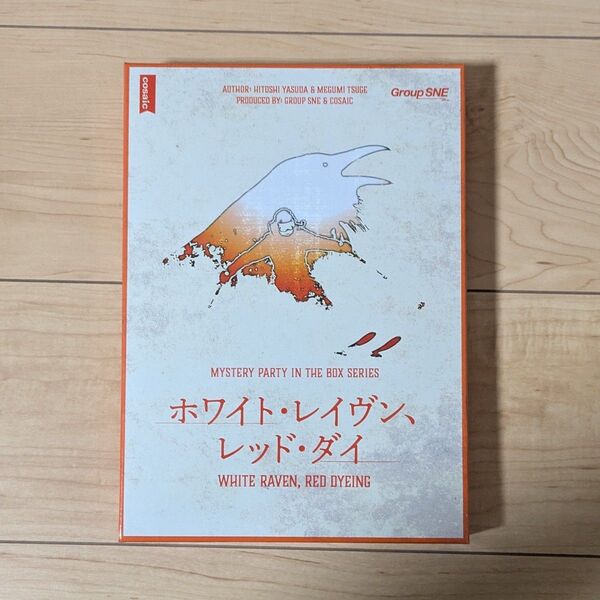 cosaic
AUTHOR: HITOSHI YASUDA & MEGUMI TSUGE
PRODUCED BY: GROUP SNE & COSAIC
Group SNE
MYSTERY PARTY IN THE BOX SERIES
ホワイト・レイヴン、
レッド・ダイ
WHITE RAVEN, RED DYEING